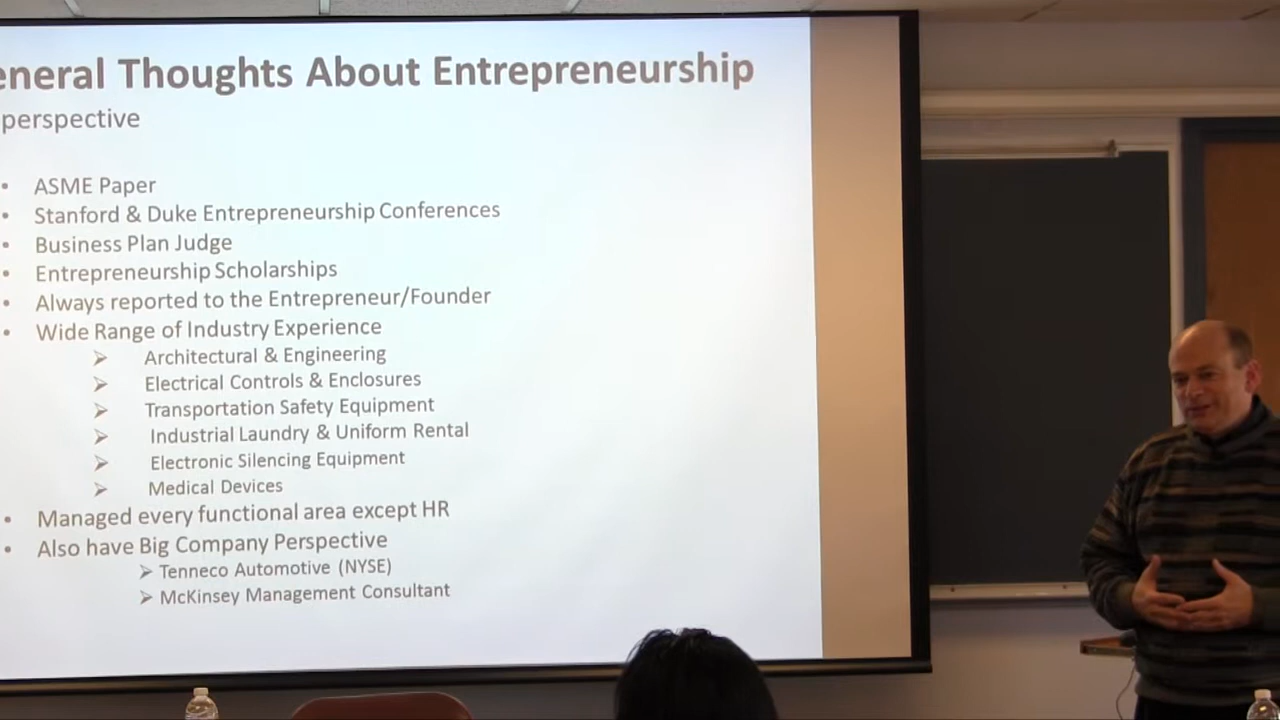 eneral Thoughts About Entrepreneurship
perspective
• ASME Paper
• Stanford & Duke Entrepreneurship Conferences
• Business Plan Judge
• Entrepreneurship Scholarships
• Always reported to the Entrepreneur/Founder
• Wide Range of Industry Experience
➢ Architectural & Engineering
➢ Electrical Controls & Enclosures
➢ Transportation Safety Equipment
➢ Industrial Laundry & Uniform Rental
➢ Electronic Silencing Equipment
➢ Medical Devices
• Managed every functional area except HR
• Also have Big Company Perspective
➢ Tenneco Automotive (NYSE)
➢ McKinsey Management Consultant